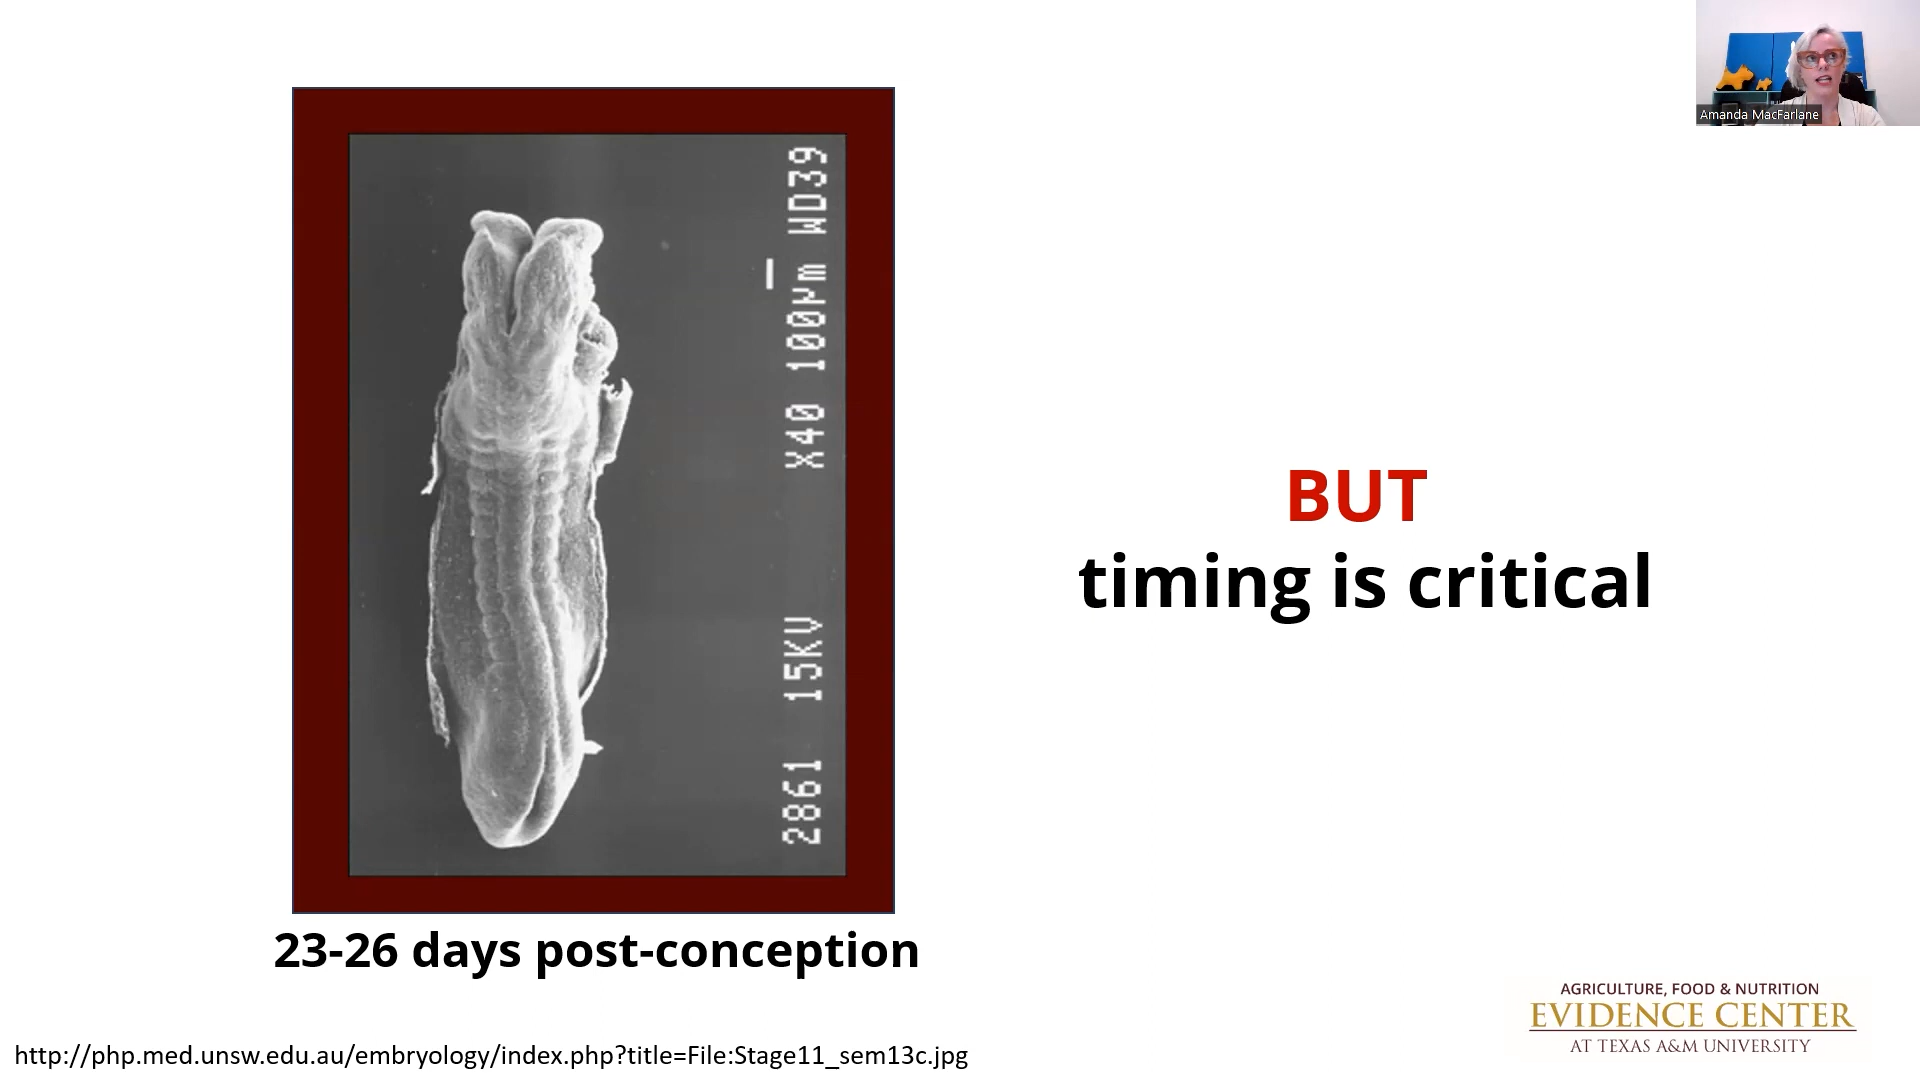 Amanda MacFarlane
2861 15KV X40 100µm WD39
BUT
timing is critical
23-26 days post-conception
AGRICULTURE, FOOD & NUTRITION
EVIDENCE CENTER
AT TEXAS A&M UNIVERSITY
http://php.med.unsw.edu.au/embryology/index.php?title=File:Stage11_sem13c.jpg